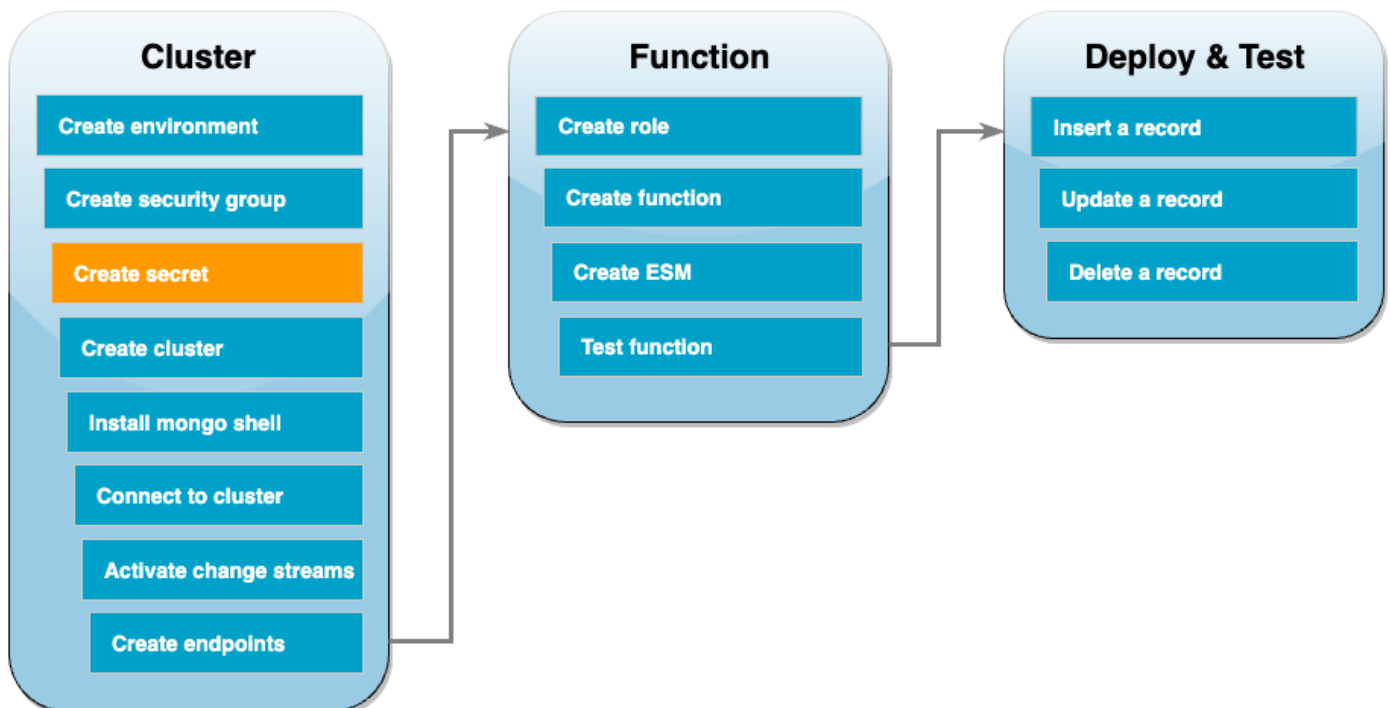 Cluster
Create environment
Create security group
Create secret
Create cluster
Install mongo shell
Connect to cluster
Activate change streams
Create endpoints
Function
Create role
Create function
Create ESM
Test function
Deploy & Test
Insert a record
Update a record
Delete a record